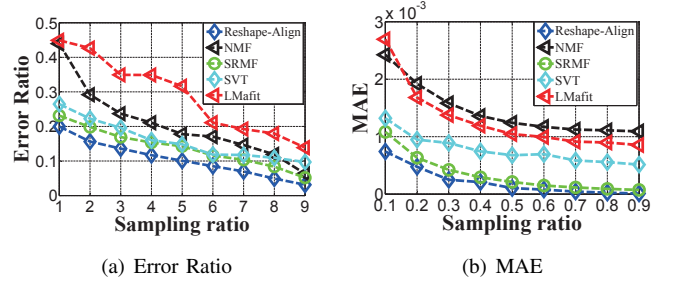 0.5
0.4
0.3
0.2
0.1
0
Error Ratio
1 2 3 4 5 6 7 8 9
Sampling ratio
Reshape-Align
NMF
SRMF
SVT
LMafit
(a) Error Ratio
x 10⁻³
3
2
1
0
MAE
0.1 0.2 0.3 0.4 0.5 0.6 0.7 0.8 0.9
Sampling ratio
Reshape-Align
NMF
SRMF
SVT
LMafit
(b) MAE